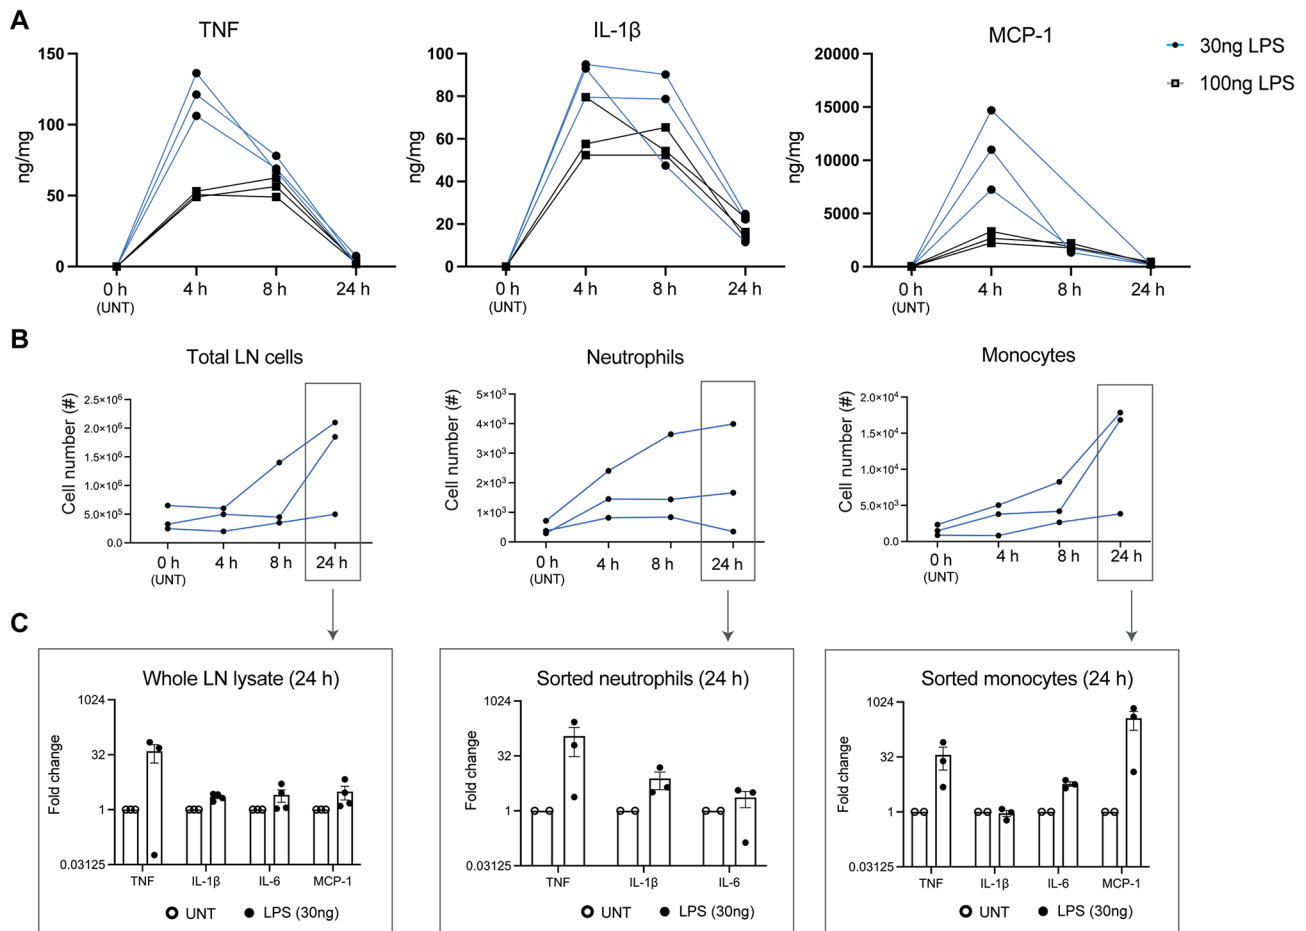 A
TNF
IL-1β
MCP-1
30ng LPS
100ng LPS
ng/mg
150
100
50
0
0 h
(UNT)
4 h
8 h
24 h
ng/mg
100
80
60
40
20
0
0 h
(UNT)
4 h
8 h
24 h
ng/mg
20000
15000
10000
5000
0
0 h
(UNT)
4 h
8 h
24 h
B
Total LN cells
Neutrophils
Monocytes
Cell number (#)
2.5×10⁶
2.0×10⁶
1.5×10⁶
1.0×10⁶
5.0×10⁵
0.0
0 h
(UNT)
4 h
8 h
24 h
Cell number (#)
5×10³
4×10³
3×10³
2×10³
1×10³
0
0 h
(UNT)
4 h
8 h
24 h
Cell number (#)
2.0×10⁴
1.5×10⁴
1.0×10⁴
5.0×10³
0.0
0 h
(UNT)
4 h
8 h
24 h
C
Whole LN lysate (24 h)
Fold change
1024
32
1
0.03125
TNF
IL-1β
IL-6
MCP-1
UNT
LPS (30ng)
Sorted neutrophils (24 h)
Fold change
1024
32
1
0.03125
TNF
IL-1β
IL-6
UNT
LPS (30ng)
Sorted monocytes (24 h)
Fold change
1024
32
1
0.03125
TNF
IL-1β
IL-6
MCP-1
UNT
LPS (30ng)